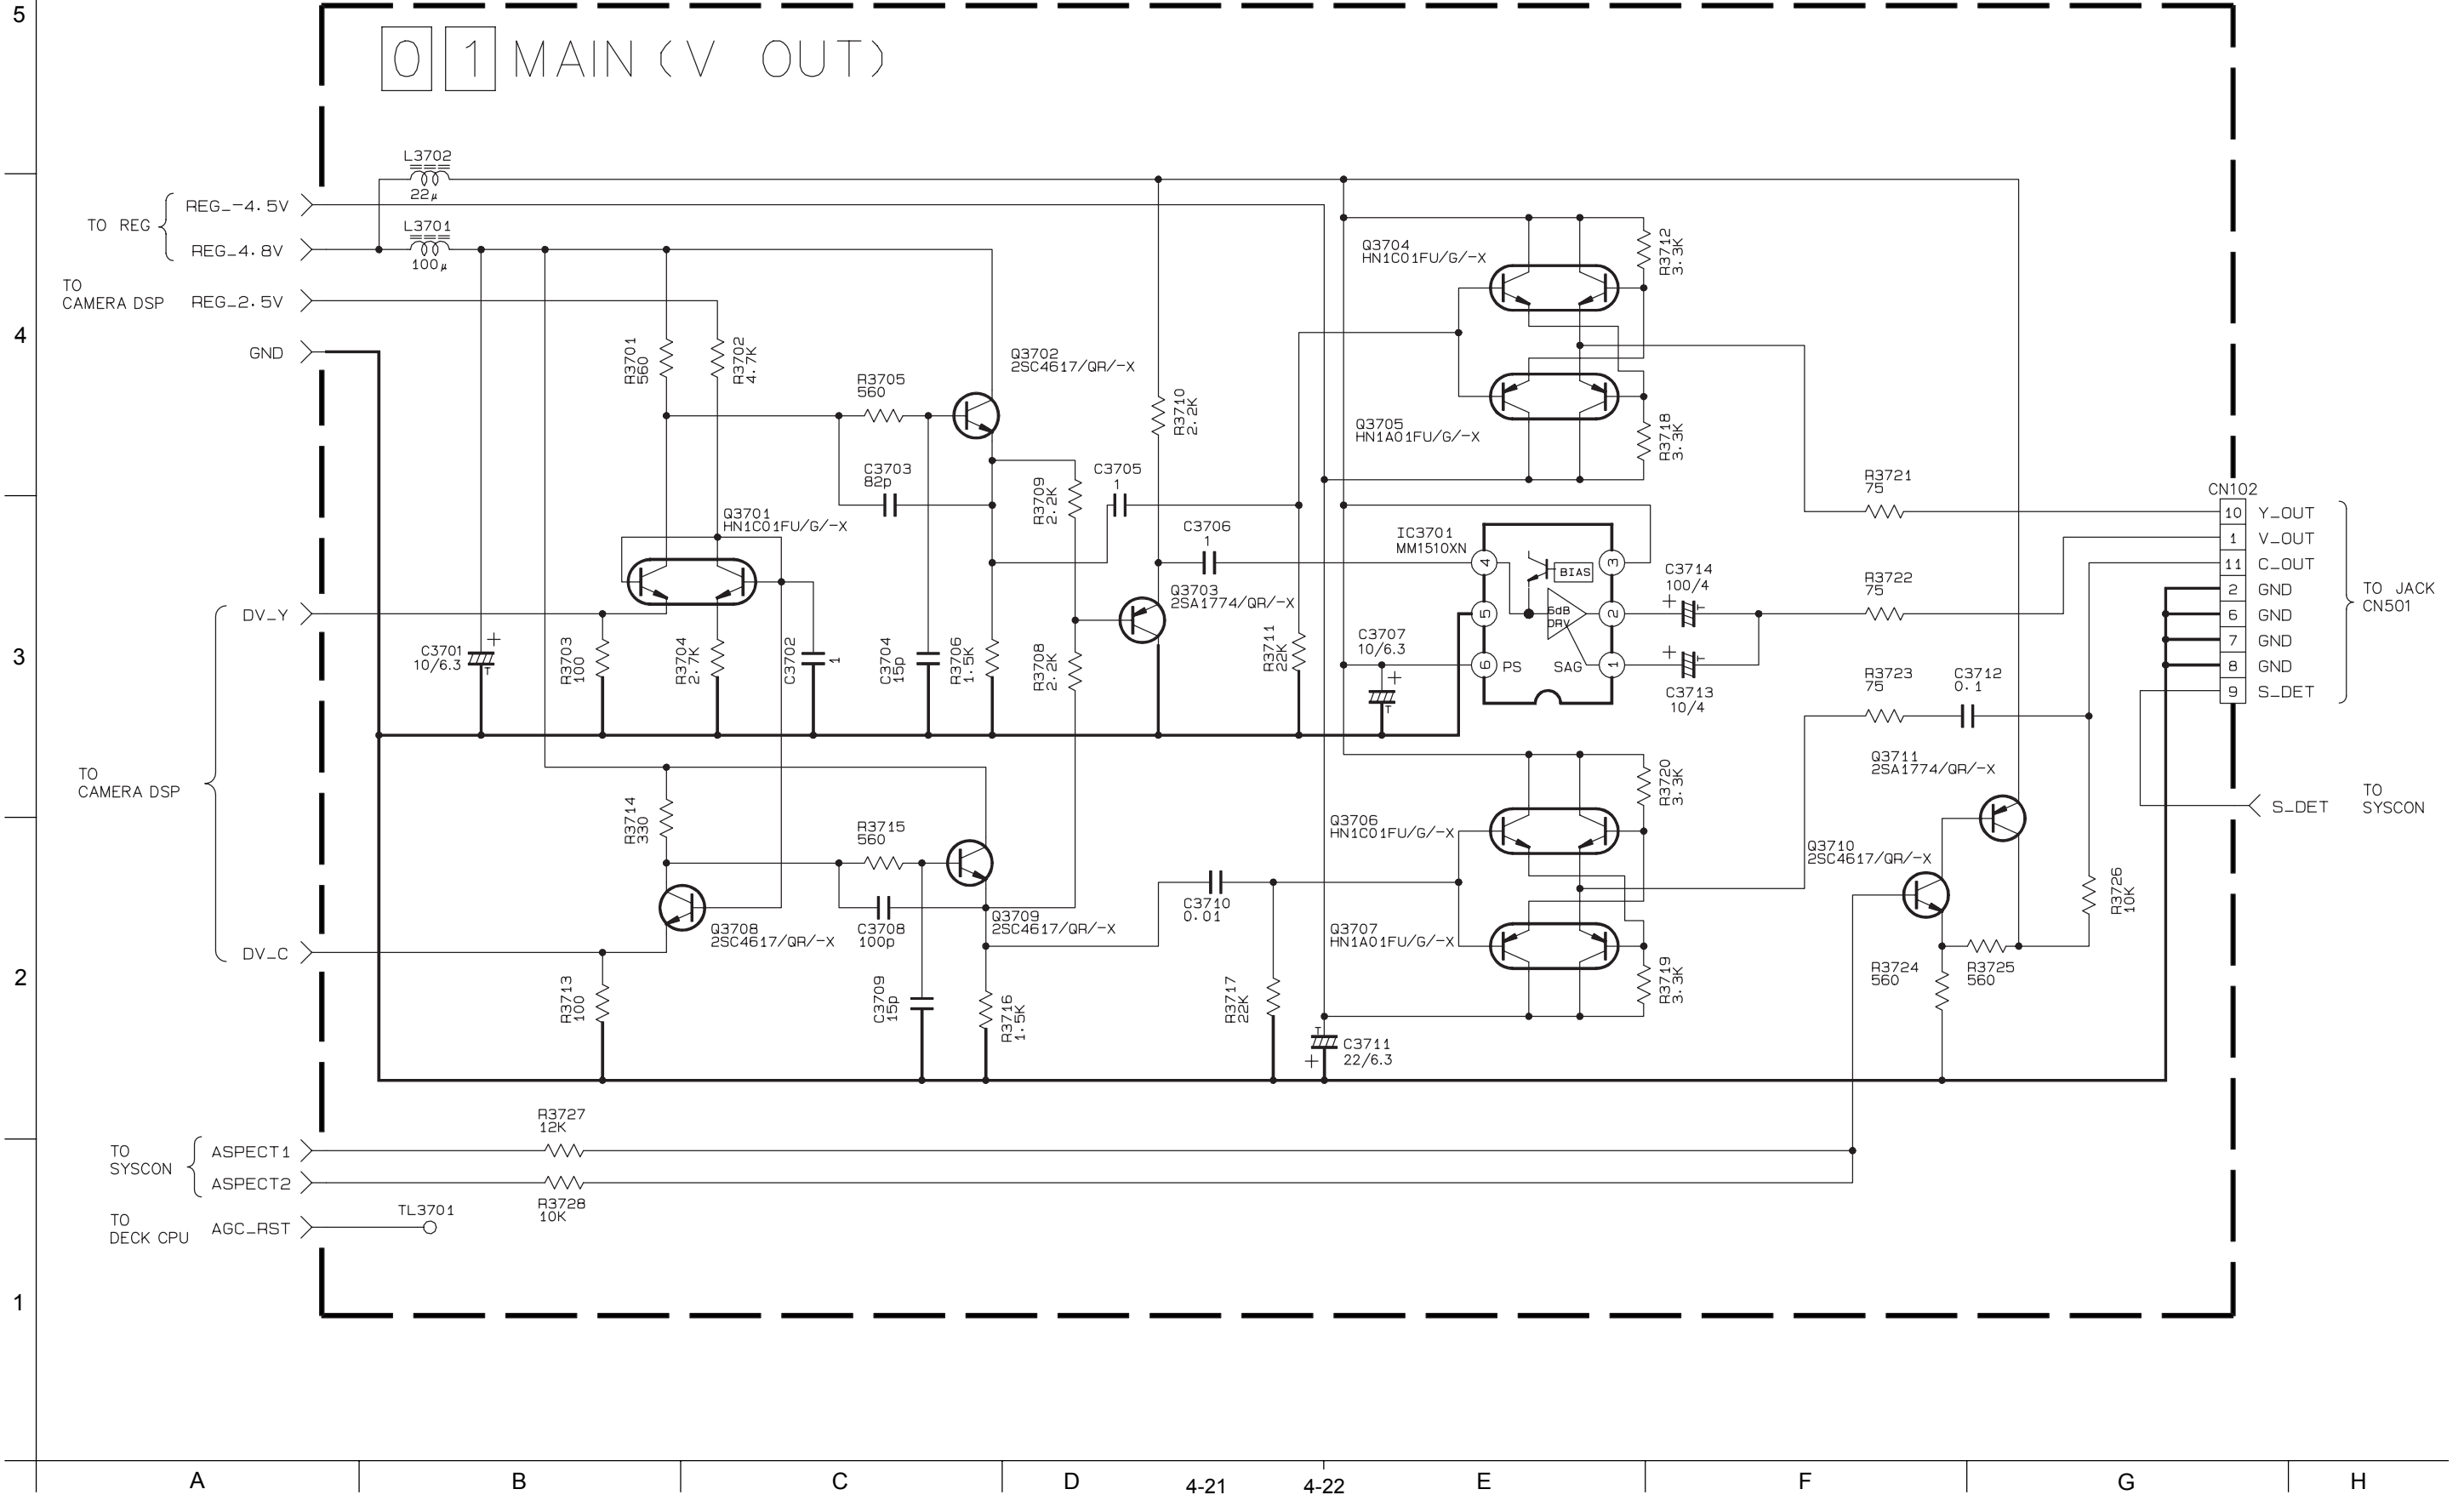 5
01 MAIN (V OUT)
L3702
22μ
TO REG
REG_-4.5V
L3701
100μ
REG_4.8V
TO
CAMERA DSP
REG_2.5V
4
GND
R3701
560
R3702
4.7K
R3705
560
Q3702
2SC4617/QR/-X
C3703
82p
R3710
2.2K
R3709
2.2K
C3705
1
Q3704
HN1C01FU/G/-X
R3712
3.3K
Q3705
HN1A01FU/G/-X
R3718
3.3K
R3721
75
CN102
10 Y_OUT
1 V_OUT
11 C_OUT
2 GND
6 GND
7 GND
8 GND
9 S_DET
TO JACK
CN501
Q3701
HN1C01FU/G/-X
C3706
1
IC3701
MM1510XN
4
BIAS
3
5
6dB
DRV
2
6
PS
SAG
1
C3714
100/4
+
T
R3722
75
Q3703
2SA1774/QR/-X
DV_Y
3
C3701
10/6.3
+
T
R3703
100
R3704
2.7K
C3702
1
C3704
15p
R3706
1.5K
R3708
2.2K
R3711
22K
C3707
10/6.3
+
T
+
T
C3713
10/4
R3723
75
C3712
0.1
TO
CAMERA DSP
R3714
330
R3715
560
R3720
3.3K
Q3711
2SA1774/QR/-X
S_DET
TO
SYSCON
Q3706
HN1C01FU/G/-X
Q3710
2SC4617/QR/-X
R3726
10K
Q3708
2SC4617/QR/-X
C3708
100p
Q3709
2SC4617/QR/-X
C3710
0.01
Q3707
HN1A01FU/G/-X
DV_C
2
R3713
100
C3709
15p
R3716
1.5K
R3717
22K
R3719
3.3K
R3724
560
R3725
560
T
+
C3711
22/6.3
R3727
12K
TO
SYSCON
ASPECT1
ASPECT2
R3728
10K
TO
DECK CPU
AGC_RST
TL3701
1
A
B
C
D
4-21
4-22
E
F
G
H